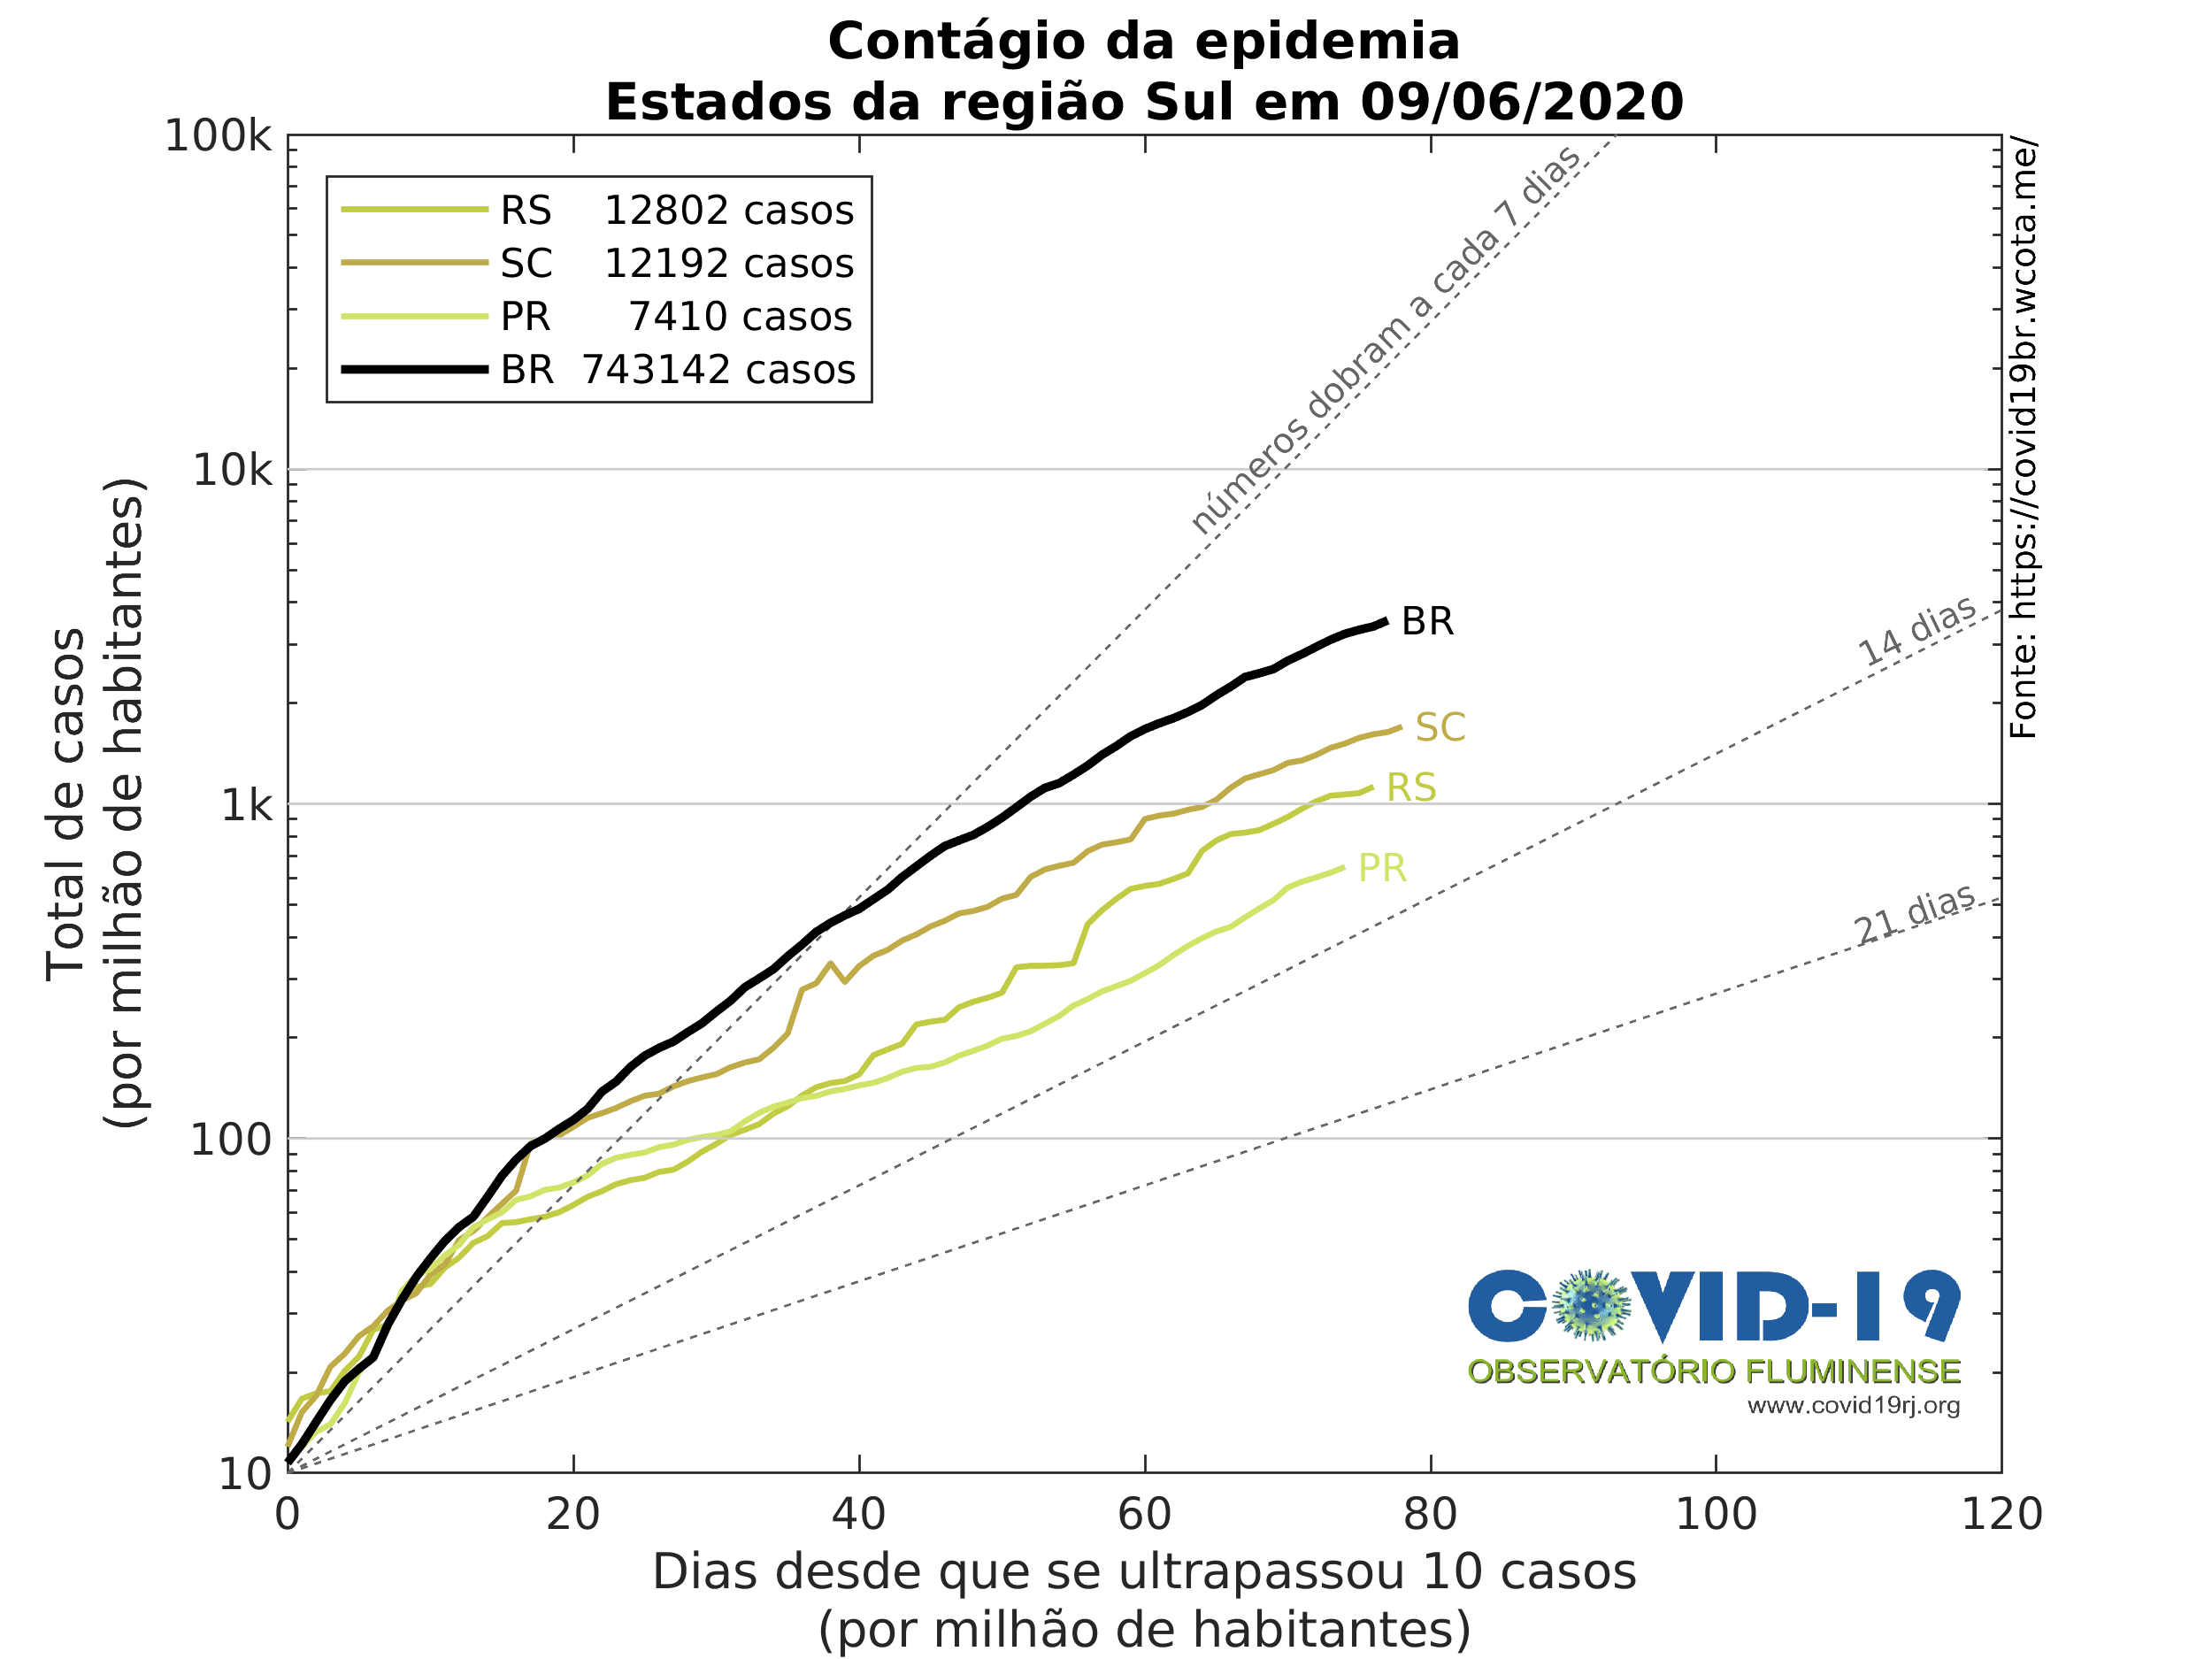 Contágio da epidemia
Estados da região Sul em 09/06/2020
100k
10k
1k
100
10
RS 12802 casos
SC 12192 casos
PR 7410 casos
BR 743142 casos
Total de casos
(por milhão de habitantes)
números dobram a cada 7 dias
14 dias
21 dias
BR
SC
RS
PR
Fonte: https://covid19br.wcota.me/
COVID-19
OBSERVATÓRIO FLUMINENSE
www.covid19rj.org
0 20 40 60 80 100 120
Dias desde que se ultrapassou 10 casos
(por milhão de habitantes)